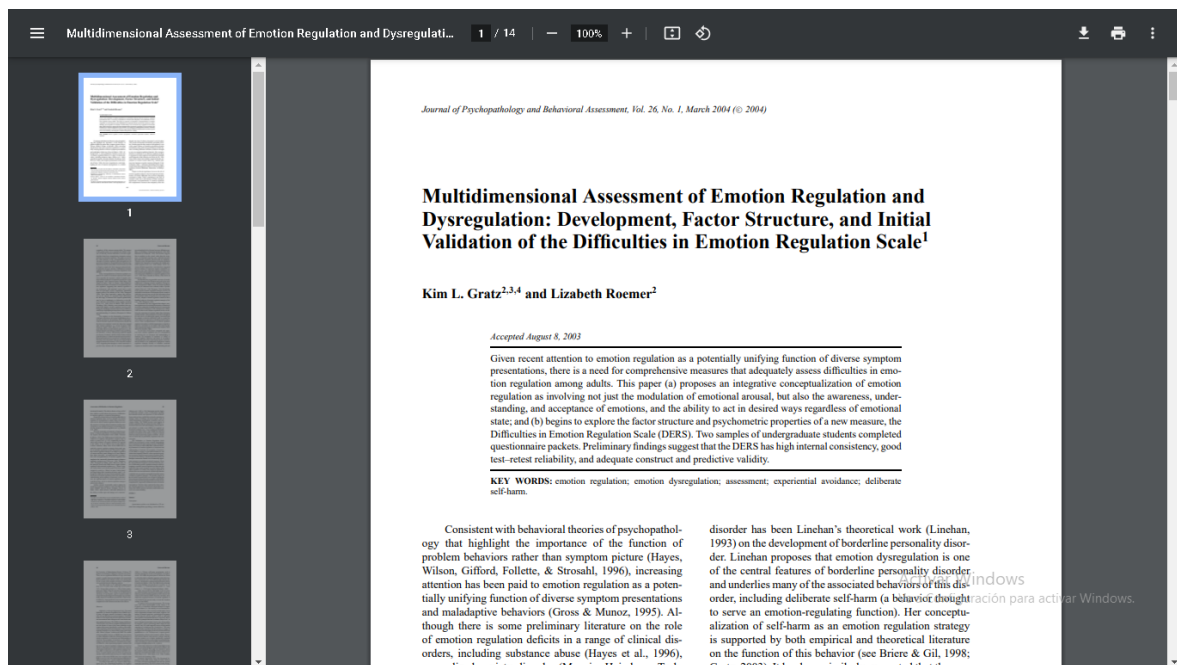 Multidimensional Assessment of Emotion Regulation and Dysregulati...
1 / 14
100%
1
2
3
Journal of Psychopathology and Behavioral Assessment, Vol. 26, No. 1, March 2004 (© 2004)
Multidimensional Assessment of Emotion Regulation and
Dysregulation: Development, Factor Structure, and Initial
Validation of the Difficulties in Emotion Regulation Scale1
Kim L. Gratz2,3,4 and Lizabeth Roemer2
Accepted August 8, 2003
Given recent attention to emotion regulation as a potentially unifying function of diverse symptom
presentations, there is a need for comprehensive measures that adequately assess difficulties in emo-
tion regulation among adults. This paper (a) proposes an integrative conceptualization of emotion
regulation as involving not just the modulation of emotional arousal, but also the awareness, under-
standing, and acceptance of emotions, and the ability to act in desired ways regardless of emotional
state; and (b) begins to explore the factor structure and psychometric properties of a new measure, the
Difficulties in Emotion Regulation Scale (DERS). Two samples of undergraduate students completed
questionnaire packets. Preliminary findings suggest that the DERS has high internal consistency, good
test–retest reliability, and adequate construct and predictive validity.
KEY WORDS: emotion regulation; emotion dysregulation; assessment; experiential avoidance; deliberate
self-harm.
Consistent with behavioral theories of psychopathol-
ogy that highlight the importance of the function of
problem behaviors rather than symptom picture (Hayes,
Wilson, Gifford, Follette, & Strosahl, 1996), increasing
attention has been paid to emotion regulation as a poten-
tially unifying function of diverse symptom presentations
and maladaptive behaviors (Gross & Munoz, 1995). Al-
though there is some preliminary literature on the role
of emotion regulation deficits in a range of clinical dis-
orders, including substance abuse (Hayes et al., 1996),
disorder has been Linehan's theoretical work (Linehan,
1993) on the development of borderline personality disor-
der. Linehan proposes that emotion dysregulation is one
of the central features of borderline personality disorder
and underlies many of the associated behaviors of this dis-
order, including deliberate self-harm (a behavior thought
to serve an emotion-regulating function). Her conceptu-
alization of self-harm as an emotion regulation strategy
is supported by both empirical and theoretical literature
on the function of this behavior (see Briere & Gil, 1998;
Activar Windows
para activar Windows.